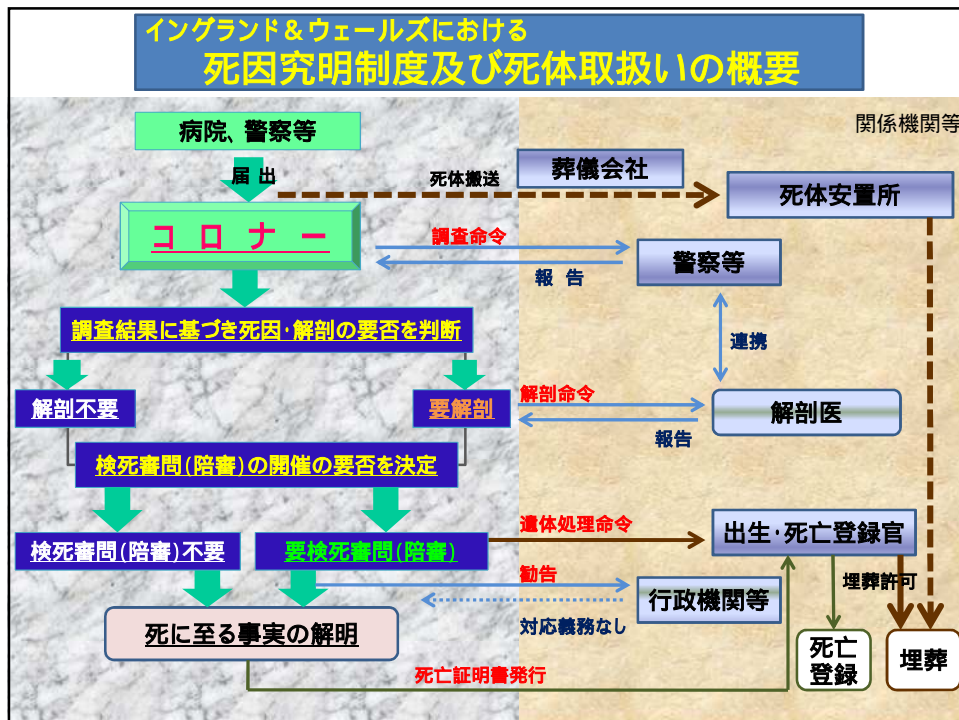 イングランド&ウェールズにおける
死因究明制度及び死体取扱いの概要
関係機関等
病院、警察等
届 出
死体搬送
葬儀会社
死体安置所
コ ロ ナ ー
調査命令
報 告
警察等
調査結果に基づき死因・解剖の要否を判断
連携
解剖不要
要解剖
解剖命令
報告
解剖医
検死審問(陪審)の開催の要否を決定
検死審問(陪審)不要
要検死審問(陪審)
遺体処理命令
出生・死亡登録官
勧告
対応義務なし
行政機関等
埋葬許可
死に至る事実の解明
死亡
登録
埋葬
死亡証明書発行